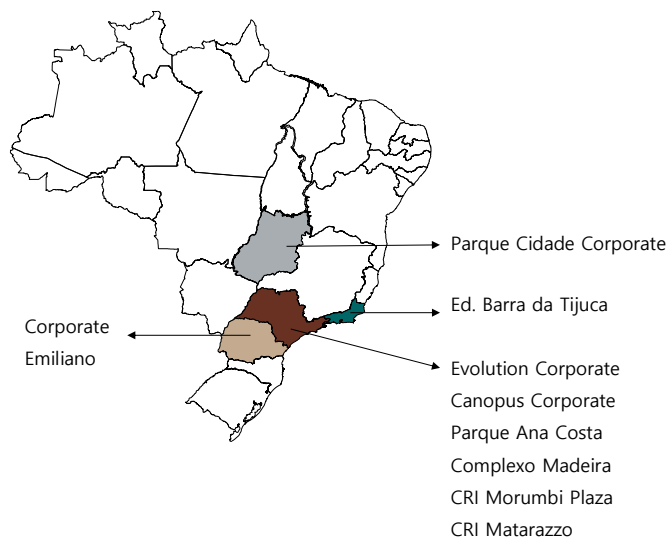 Parque Cidade Corporate
Ed. Barra da Tijuca
Corporate
Emiliano
Evolution Corporate
Canopus Corporate
Parque Ana Costa
Complexo Madeira
CRI Morumbi Plaza
CRI Matarazzo